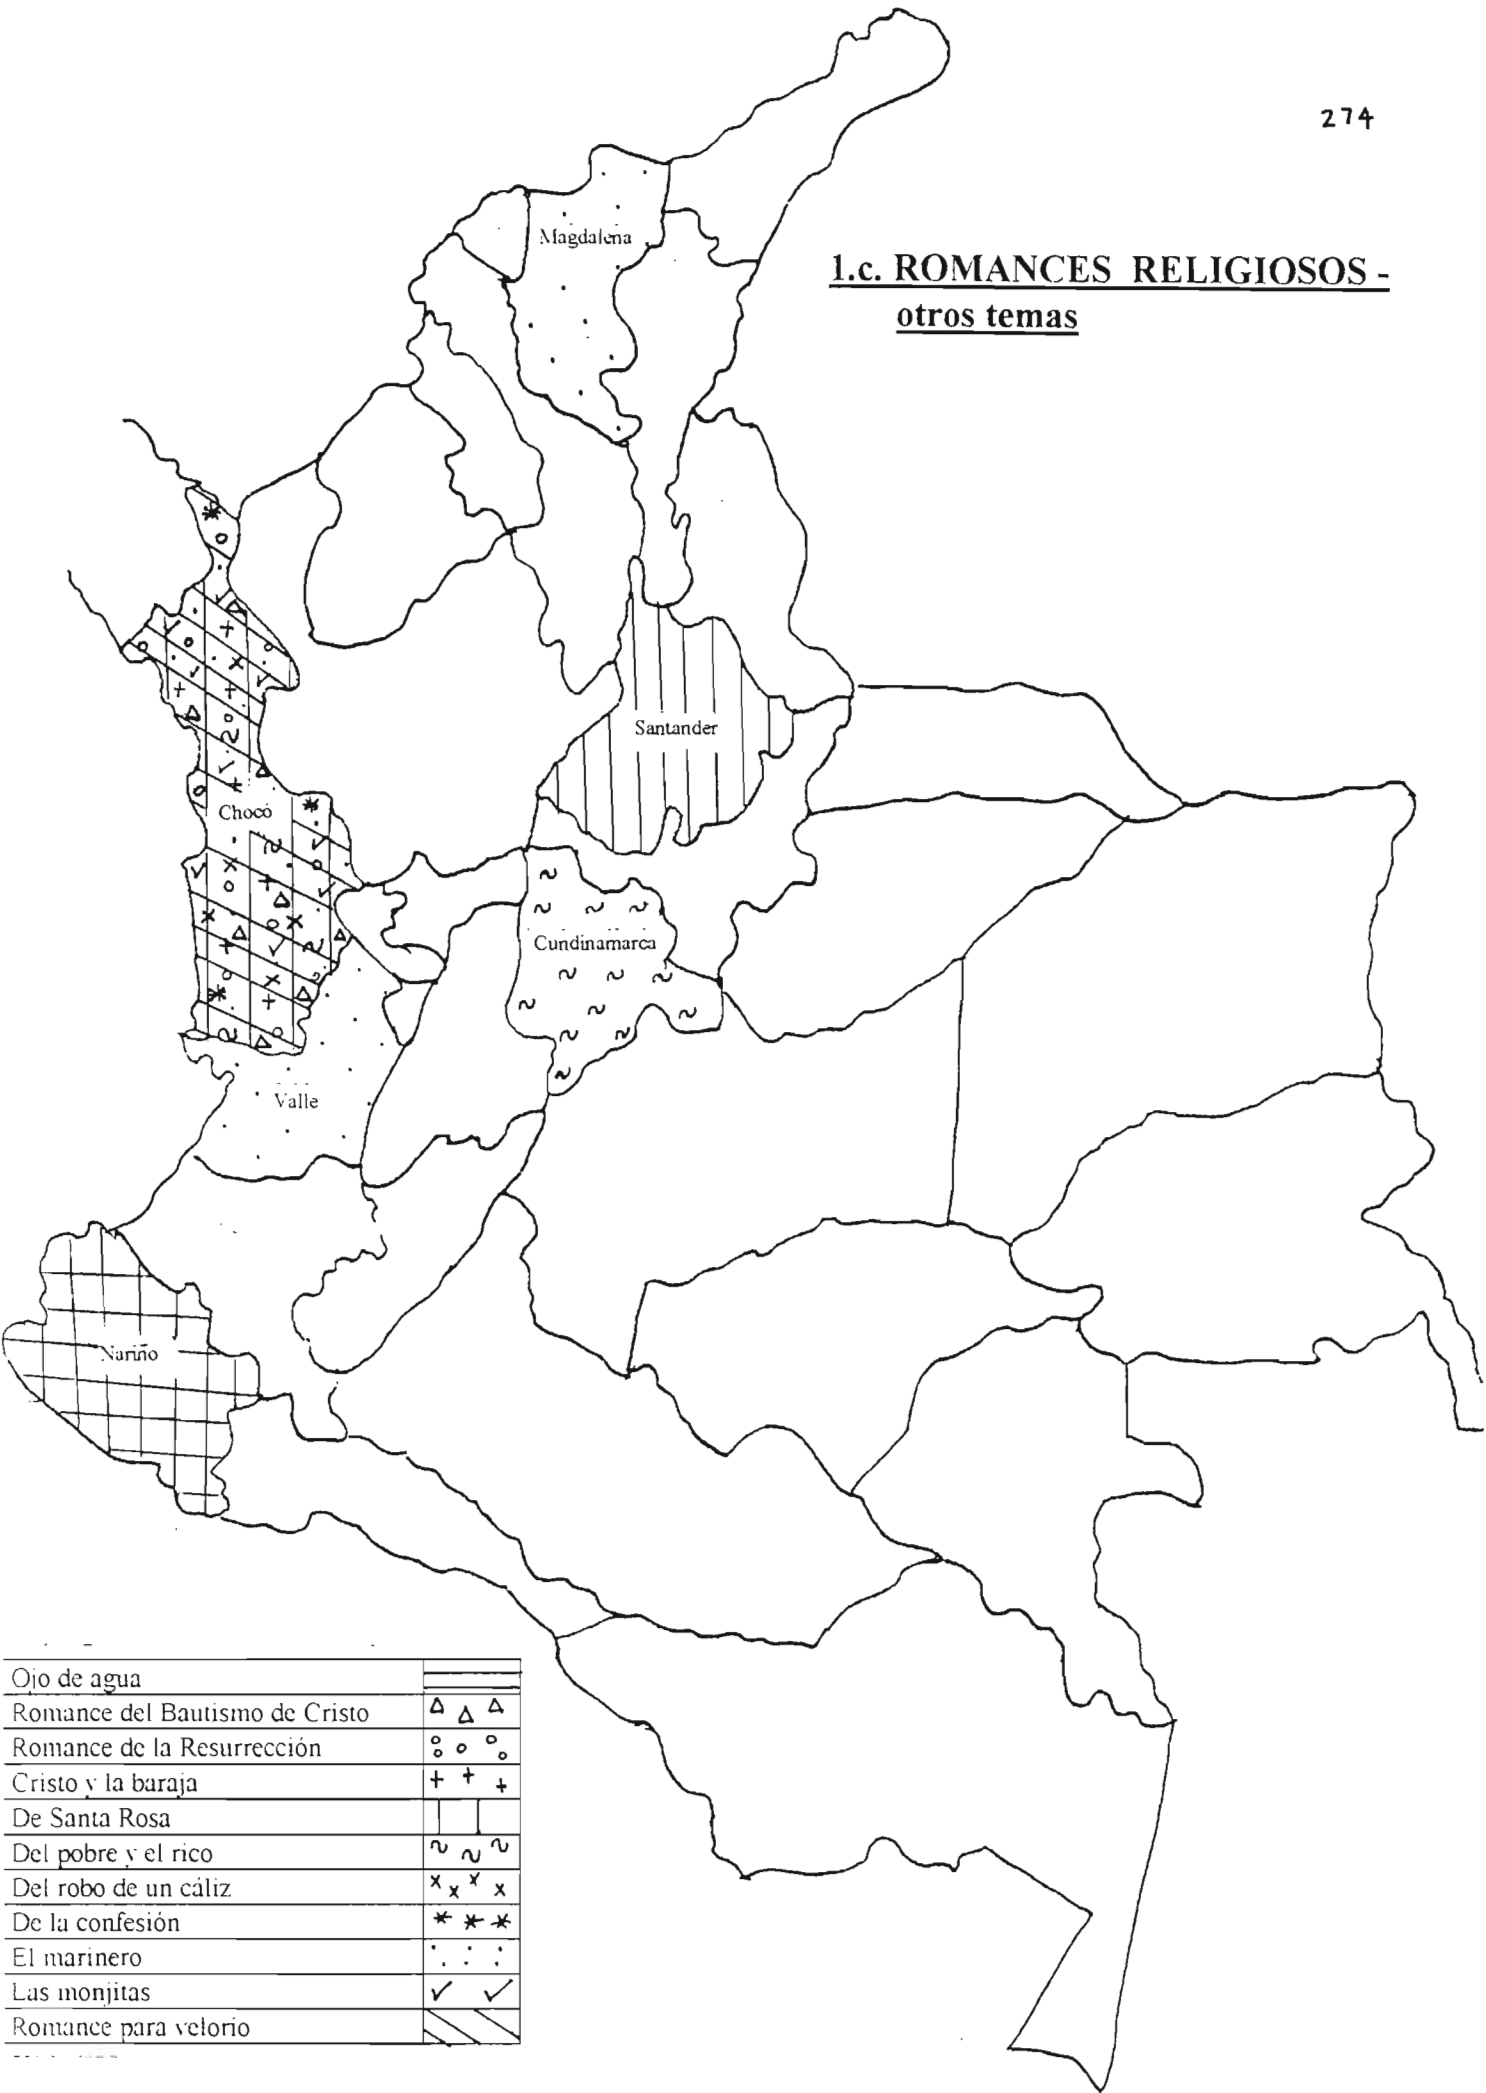 274
1.c. ROMANCES RELIGIOSOS -
otros temas
Magdalena
Santander
Chocó
Cundinamarca
Valle
Nariño
Ojo de agua
Romance del Bautismo de Cristo
Romance de la Resurrección
Cristo y la baraja
De Santa Rosa
Del pobre y el rico
Del robo de un cáliz
De la confesión
El marinero
Las monjitas
Romance para velorio